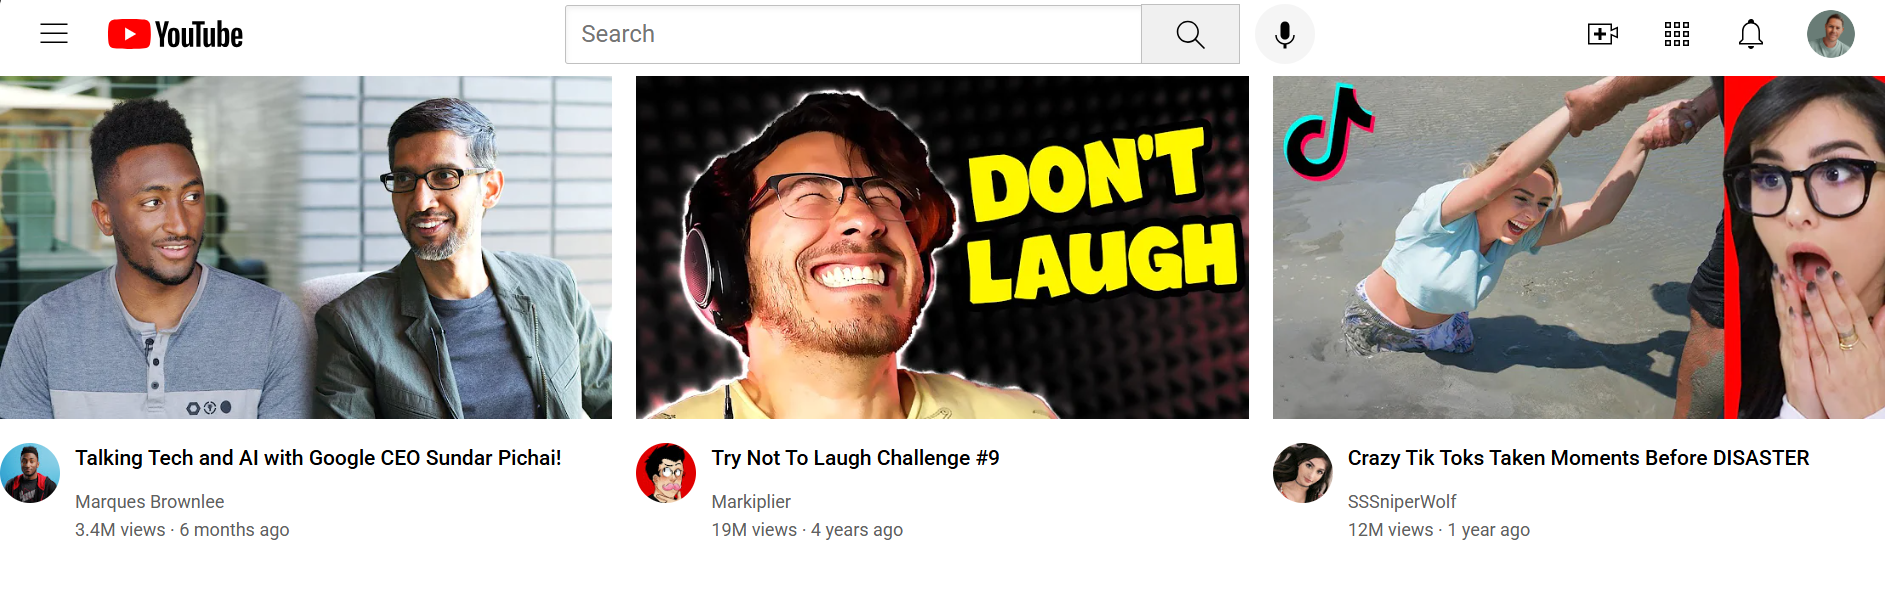 YouTube
Search
DON'T
LAUGH
Talking Tech and AI with Google CEO Sundar Pichai!
Marques Brownlee
3.4M views · 6 months ago
Try Not To Laugh Challenge #9
Markiplier
19M views · 4 years ago
Crazy Tik Toks Taken Moments Before DISASTER
SSSniperWolf
12M views · 1 year ago